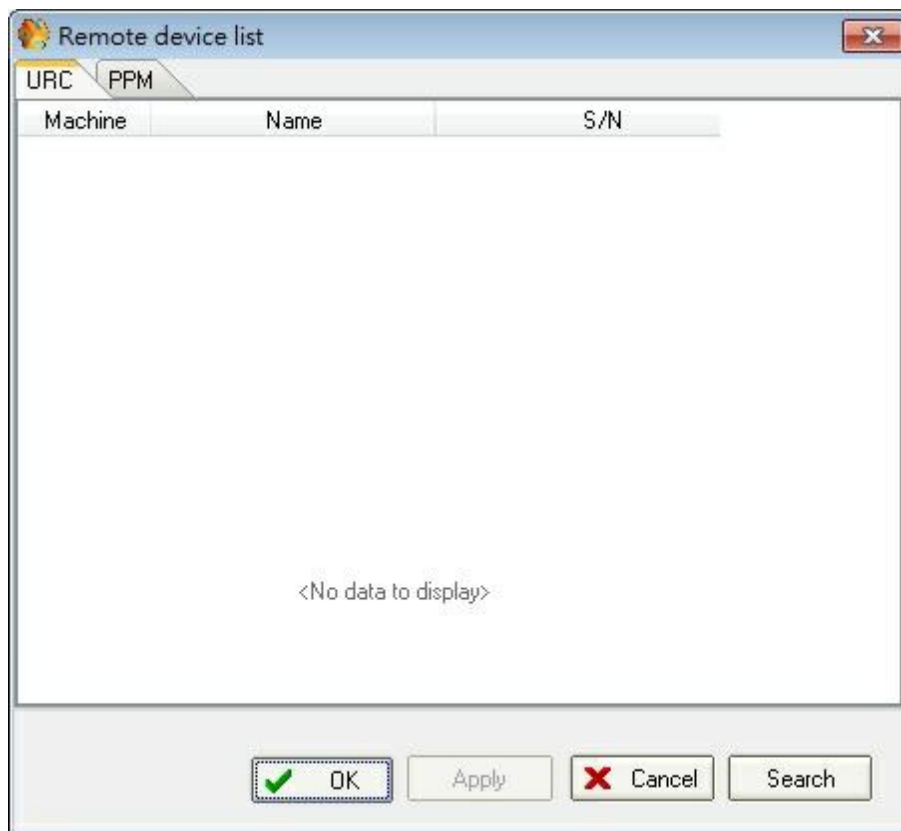 Remote device list
URC PPM
Machine Name S/N
<No data to display>
OK Apply Cancel Search